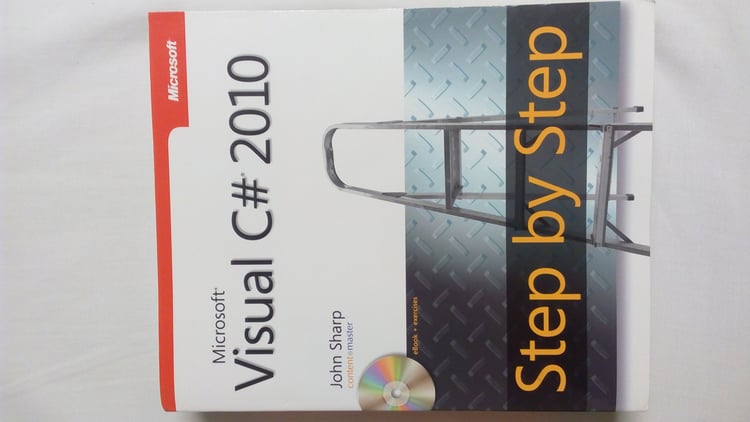 Microsoft
Microsoft®
Visual C#® 2010
John Sharp
content master
eBook + exercises
Step by Step